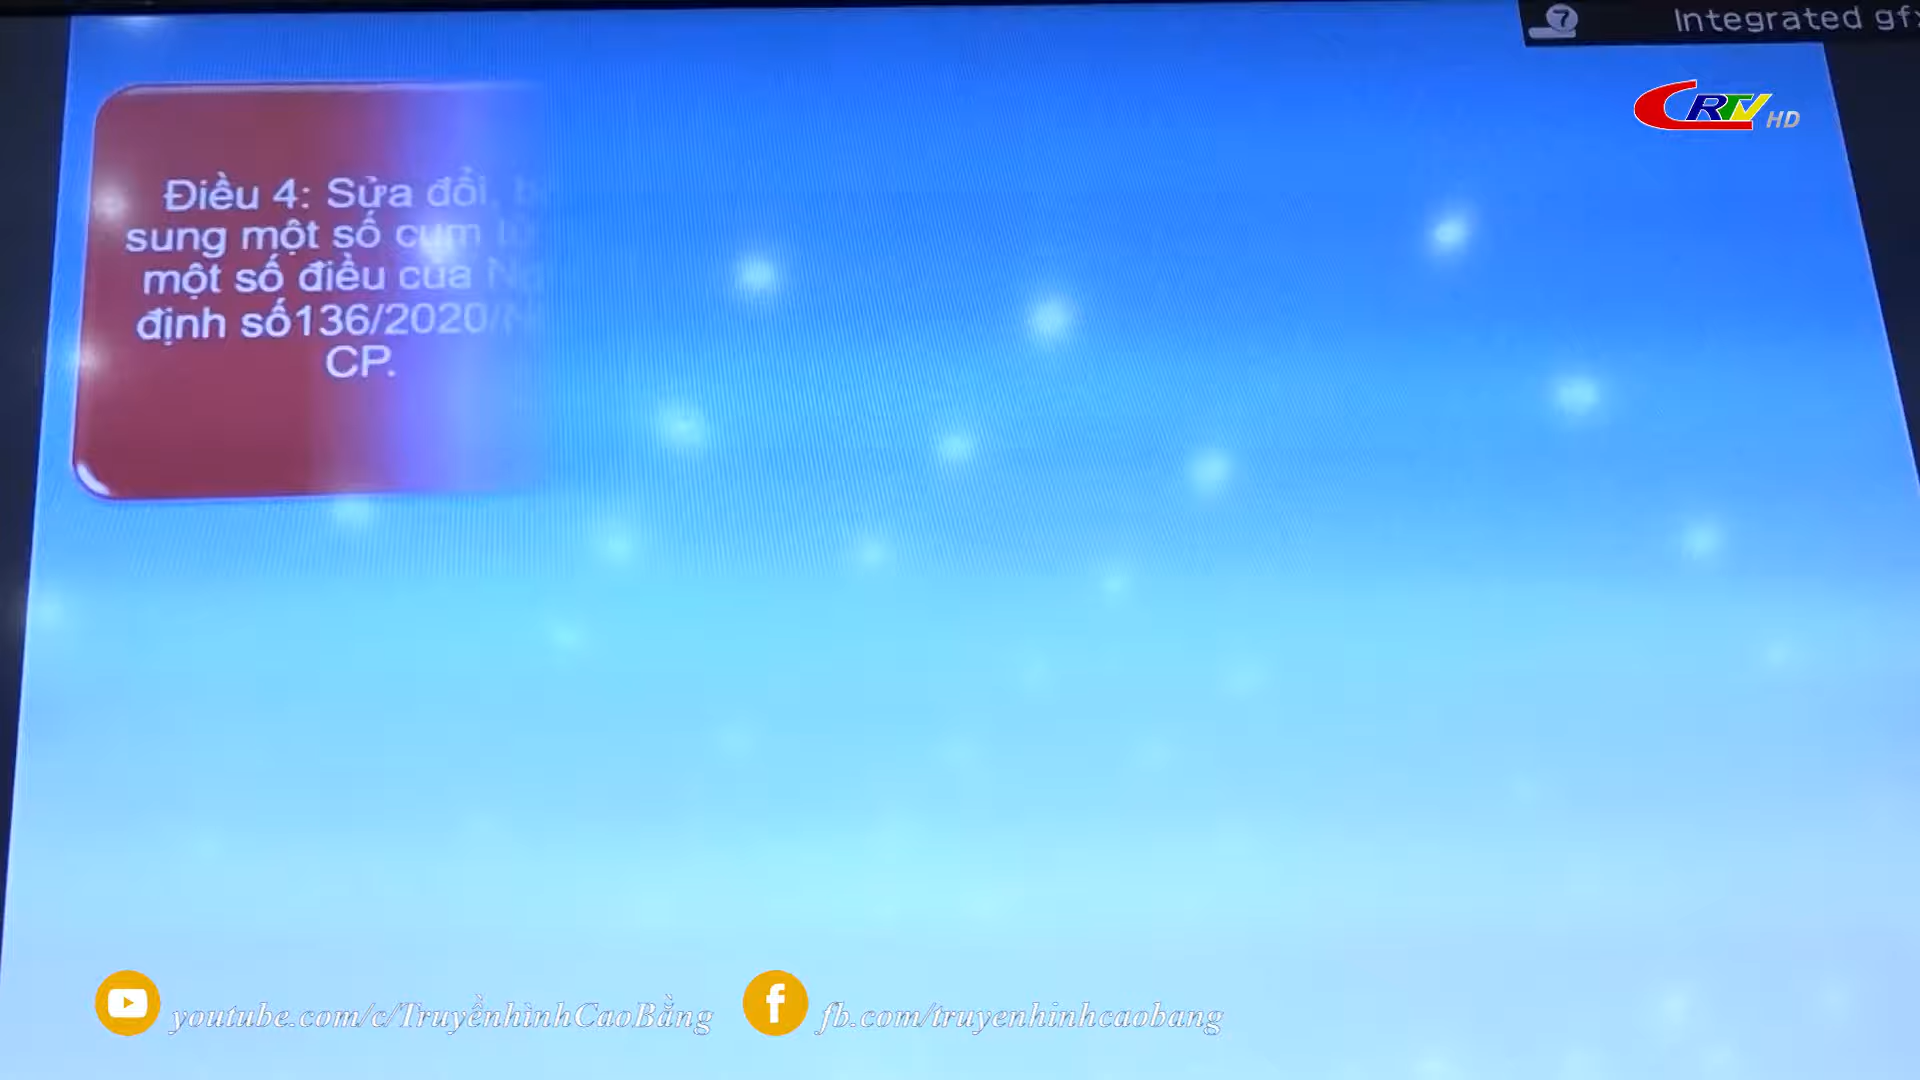 Integrated
CRTV HD
Điều 4: Sửa đổi,
sung một số cụm từ
một số điều của
định số136/2020/
CP.
youtube.com/c/TruyềnhìnhCaoBằng
fb.com/truyenhinhcaobang